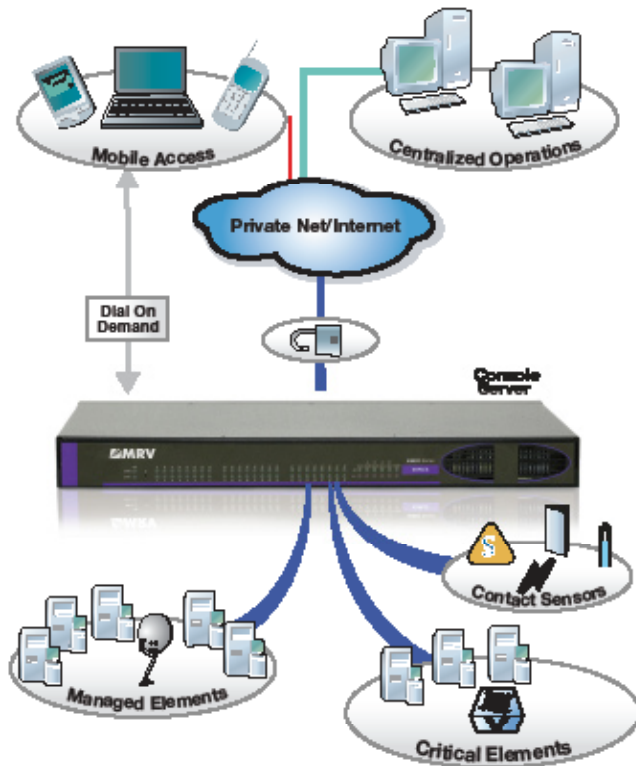 Mobile Access
Centralized Operations
Private Net/Internet
Dial On
Demand
Console
Server
MRV
Contact Sensors
Managed Elements
Critical Elements